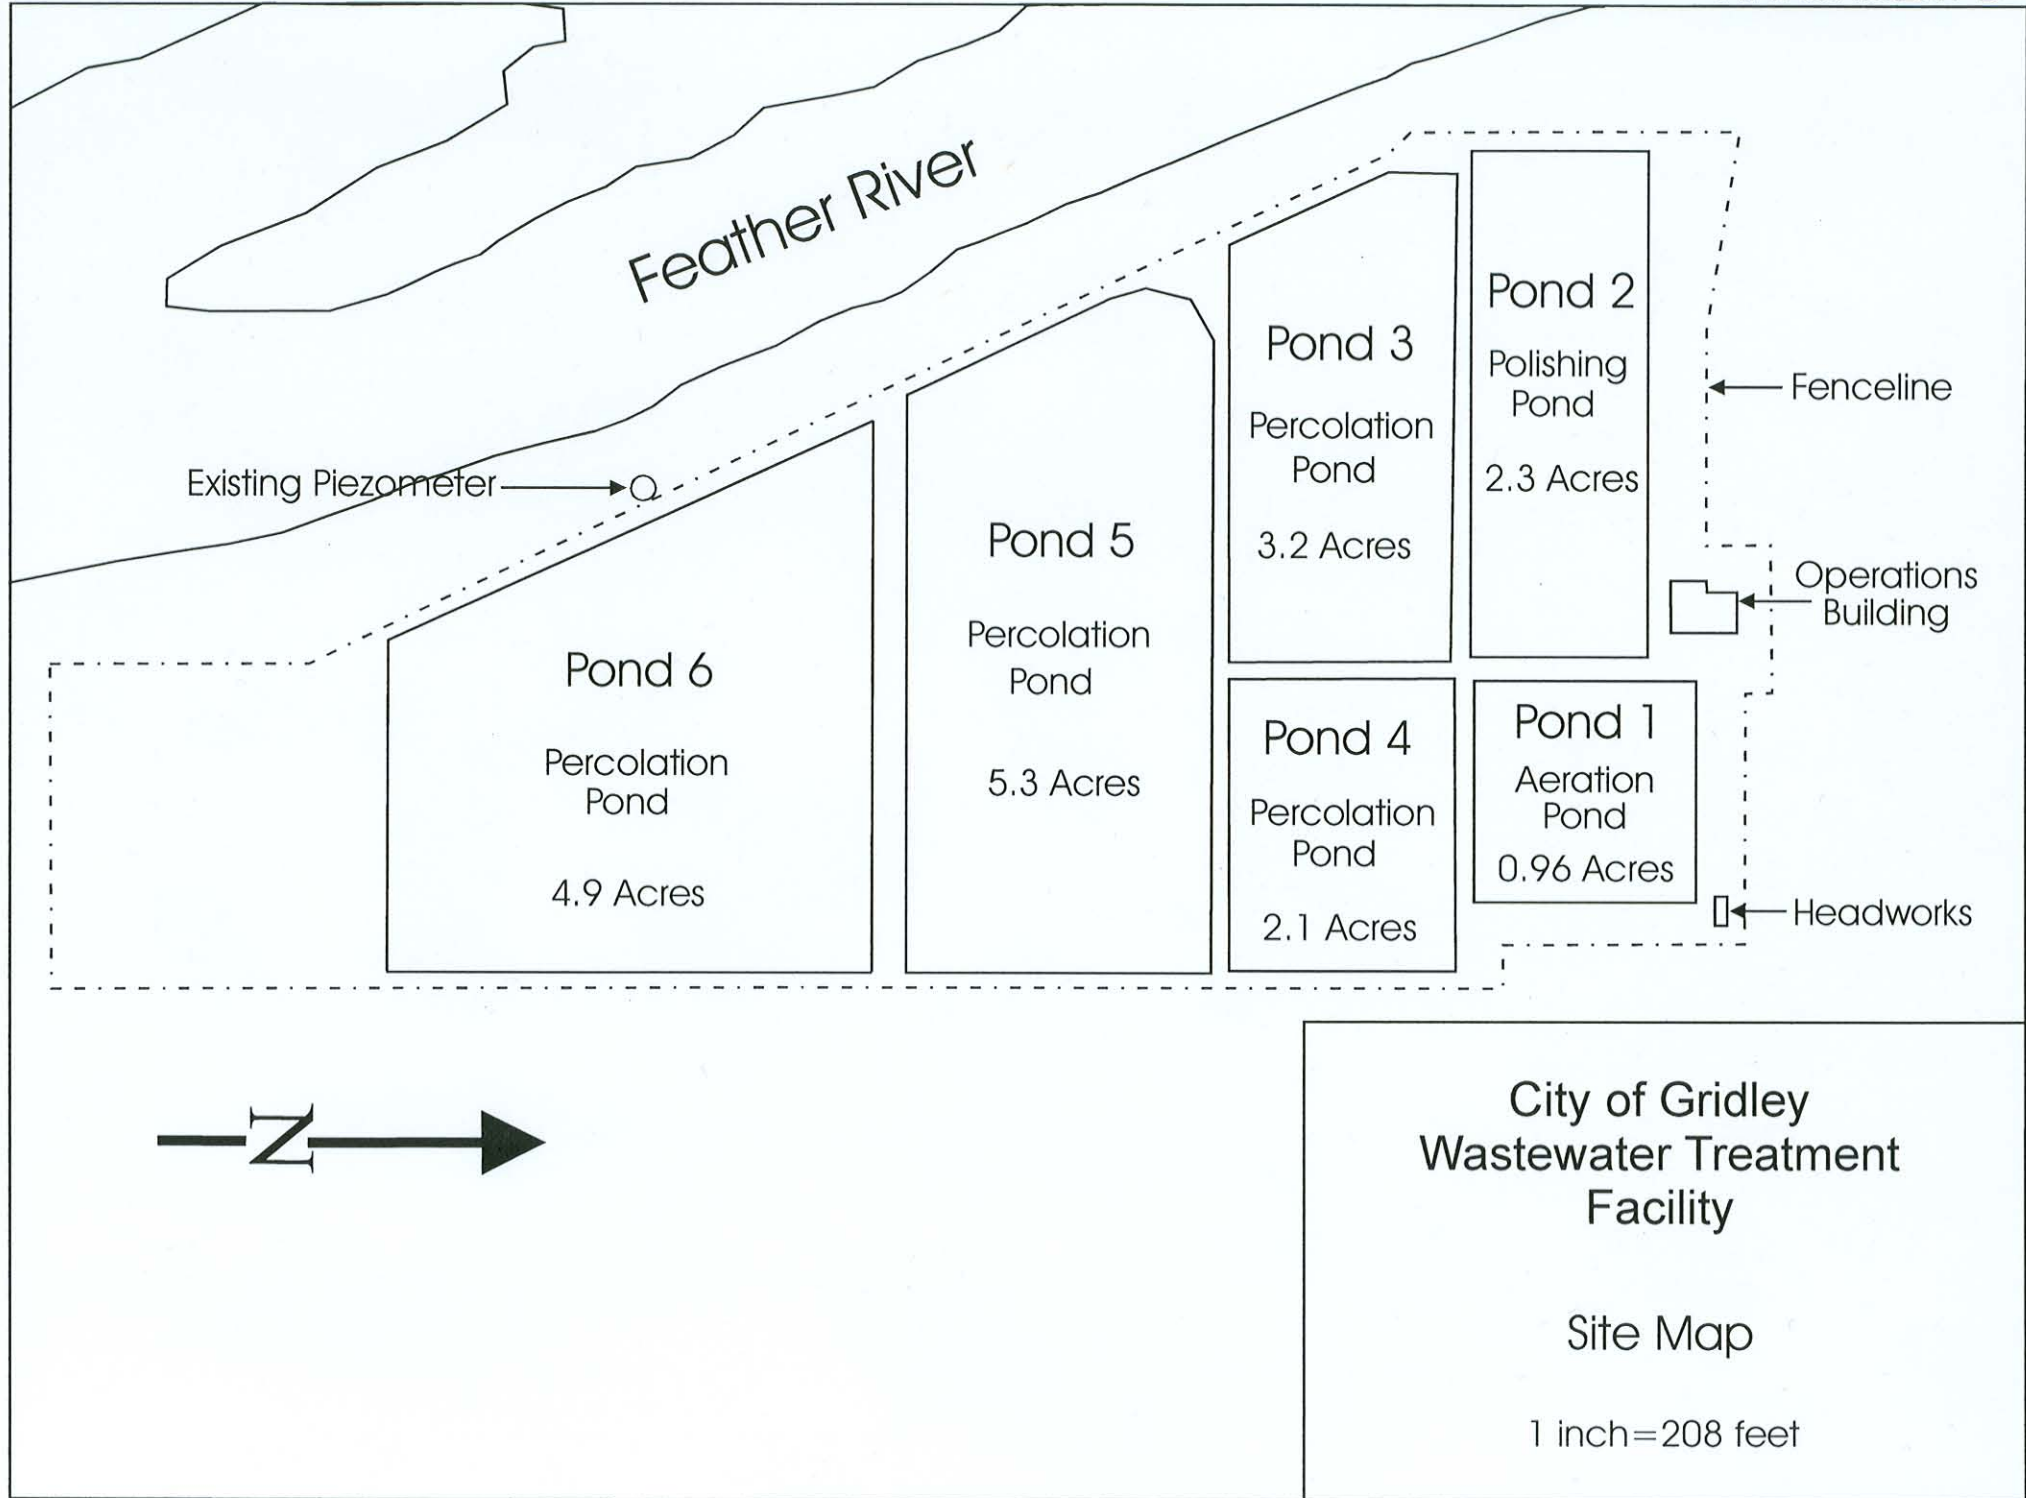 Feather River
Pond 2
Polishing
Pond
2.3 Acres
Pond 3
Percolation
Pond
3.2 Acres
Fenceline
Existing Piezometer
Pond 5
Percolation
Pond
5.3 Acres
Operations
Building
Pond 6
Percolation
Pond
4.9 Acres
Pond 4
Percolation
Pond
2.1 Acres
Pond 1
Aeration
Pond
0.96 Acres
Headworks
N
City of Gridley
Wastewater Treatment
Facility
Site Map
1 inch=208 feet